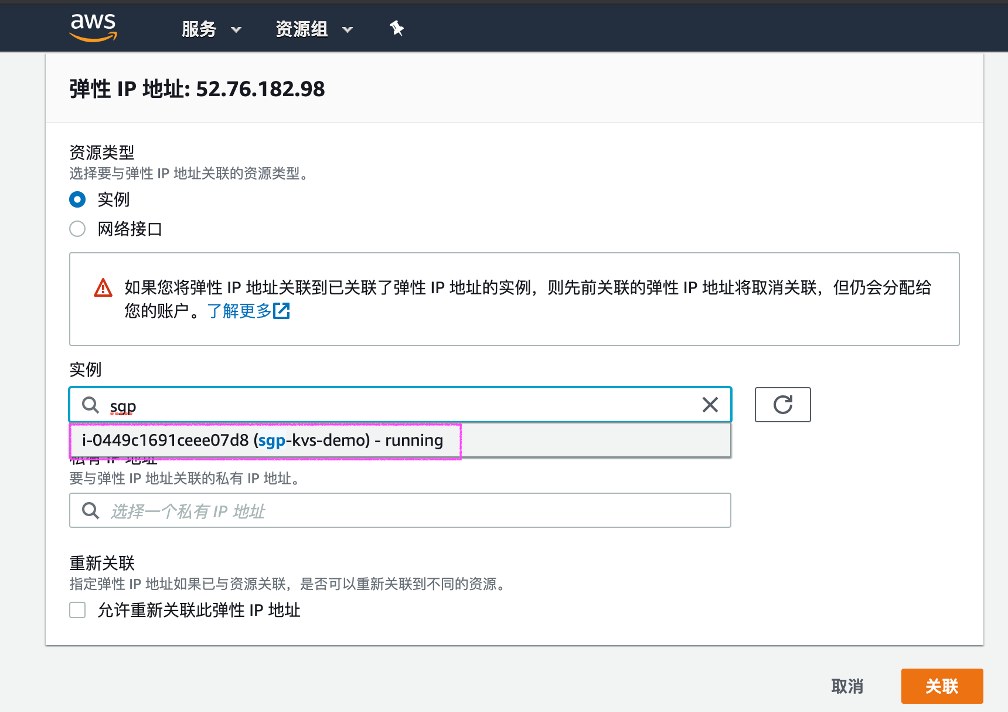 aws 服务 资源组
弹性 IP 地址: 52.76.182.98
资源类型
选择要与弹性 IP 地址关联的资源类型。
实例
网络接口
如果您将弹性 IP 地址关联到已关联了弹性 IP 地址的实例，则先前关联的弹性 IP 地址将取消关联，但仍会分配给
您的账户。了解更多
实例
sgp
i-0449c1691ceee07d8 (sgp-kvs-demo) - running
私有 IP 地址
要与弹性 IP 地址关联的私有 IP 地址。
选择一个私有 IP 地址
重新关联
指定弹性 IP 地址如果已与资源关联，是否可以重新关联到不同的资源。
允许重新关联此弹性 IP 地址
取消 关联